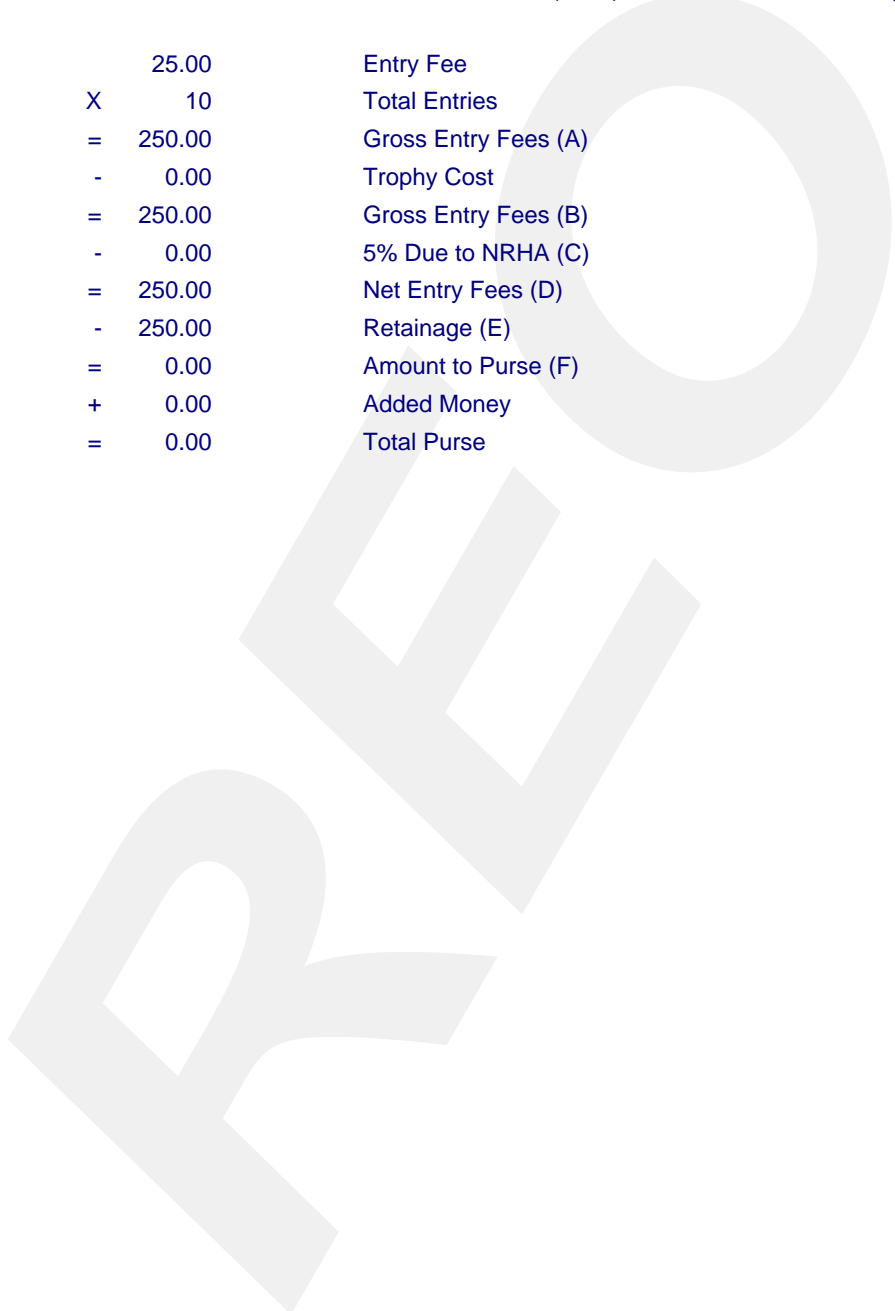 25.00 Entry Fee
X 10 Total Entries
= 250.00 Gross Entry Fees (A)
- 0.00 Trophy Cost
= 250.00 Gross Entry Fees (B)
- 0.00 5% Due to NRHA (C)
= 250.00 Net Entry Fees (D)
- 250.00 Retainage (E)
= 0.00 Amount to Purse (F)
+ 0.00 Added Money
= 0.00 Total Purse
REO